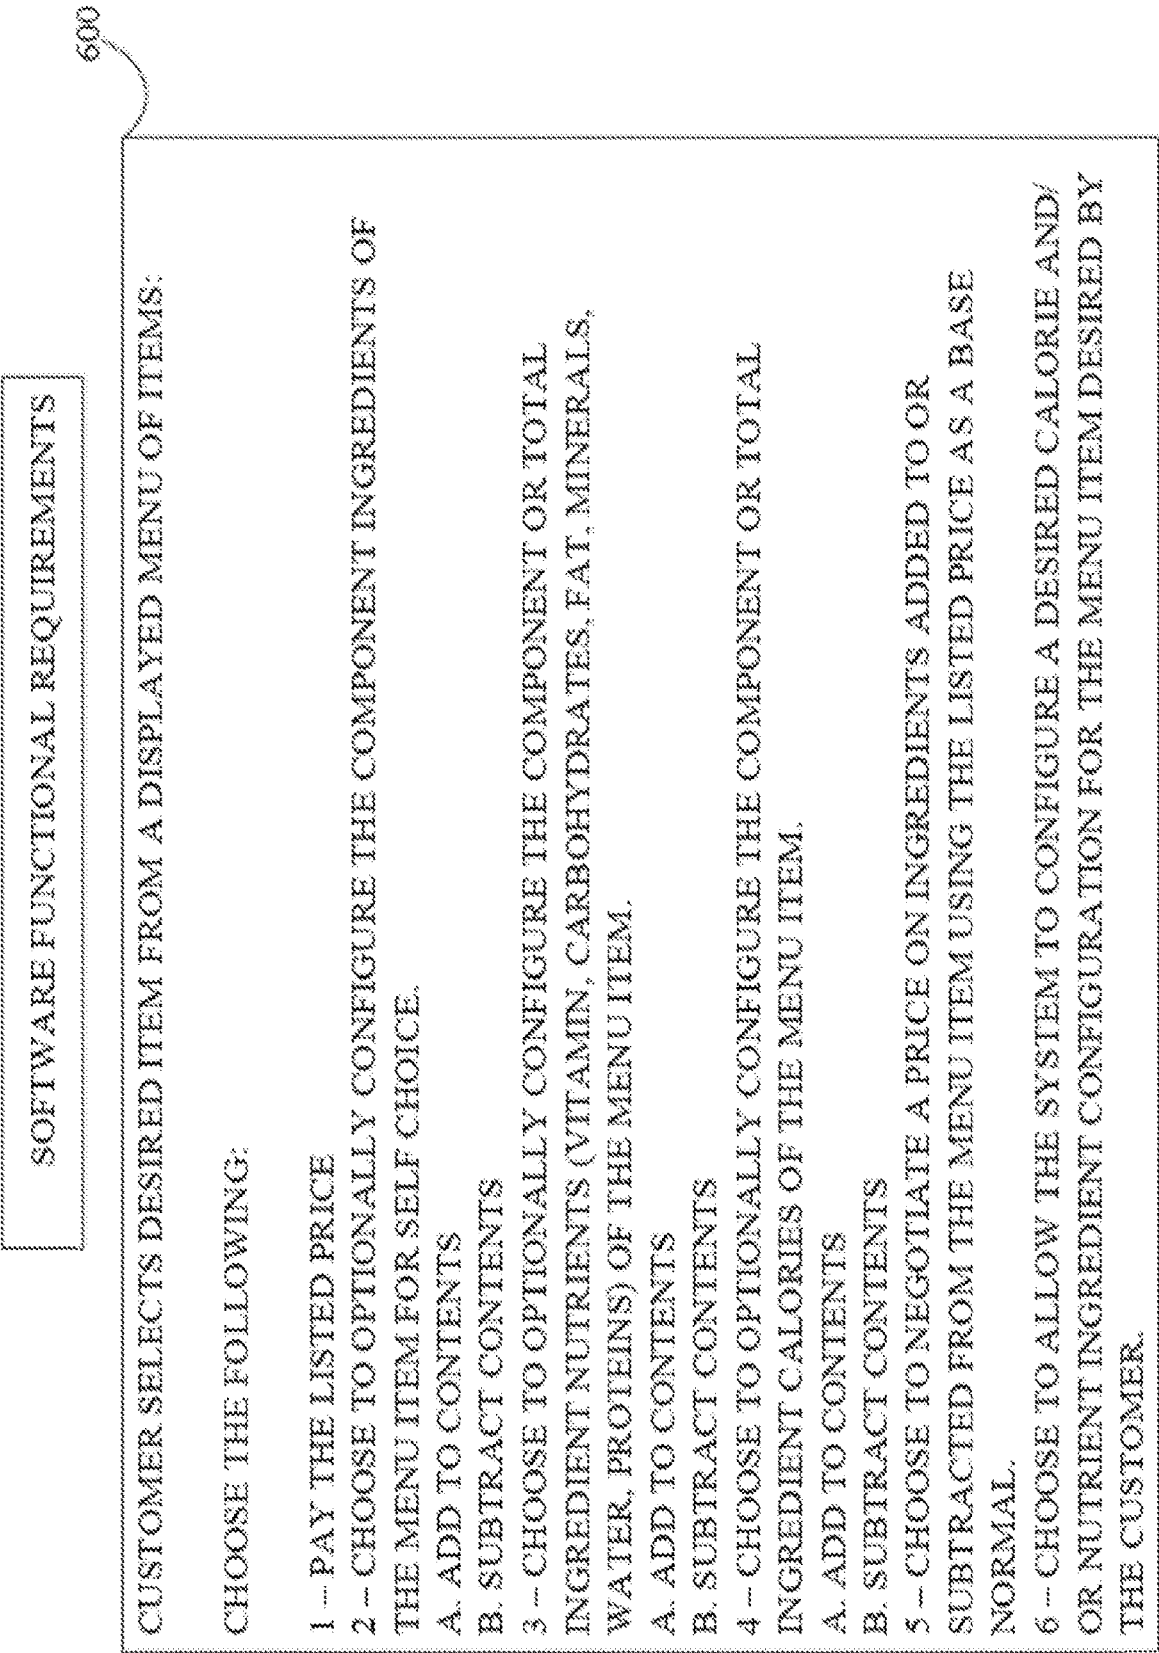 600
SOFTWARE FUNCTIONAL REQUIREMENTS
CUSTOMER SELECTS DESIRED ITEM FROM A DISPLAYED MENU OF ITEMS:
CHOOSE THE FOLLOWING:
1 – PAY THE LISTED PRICE
2 – CHOOSE TO OPTIONALLY CONFIGURE THE COMPONENT INGREDIENTS OF
THE MENU ITEM FOR SELF CHOICE.
A. ADD TO CONTENTS
B. SUBTRACT CONTENTS
3 – CHOOSE TO OPTIONALLY CONFIGURE THE COMPONENT OR TOTAL
INGREDIENT NUTRIENTS (VITAMIN, CARBOHYDRATES, FAT, MINERALS,
WATER, PROTEINS) OF THE MENU ITEM.
A. ADD TO CONTENTS
B. SUBTRACT CONTENTS
4 – CHOOSE TO OPTIONALLY CONFIGURE THE COMPONENT OR TOTAL
INGREDIENT CALORIES OF THE MENU ITEM.
A. ADD TO CONTENTS
B. SUBTRACT CONTENTS
5 – CHOOSE TO NEGOTIATE A PRICE ON INGREDIENTS ADDED TO OR
SUBTRACTED FROM THE MENU ITEM USING THE LISTED PRICE AS A BASE
NORMAL.
6 – CHOOSE TO ALLOW THE SYSTEM TO CONFIGURE A DESIRED CALORIE AND/
OR NUTRIENT INGREDIENT CONFIGURATION FOR THE MENU ITEM DESIRED BY
THE CUSTOMER.